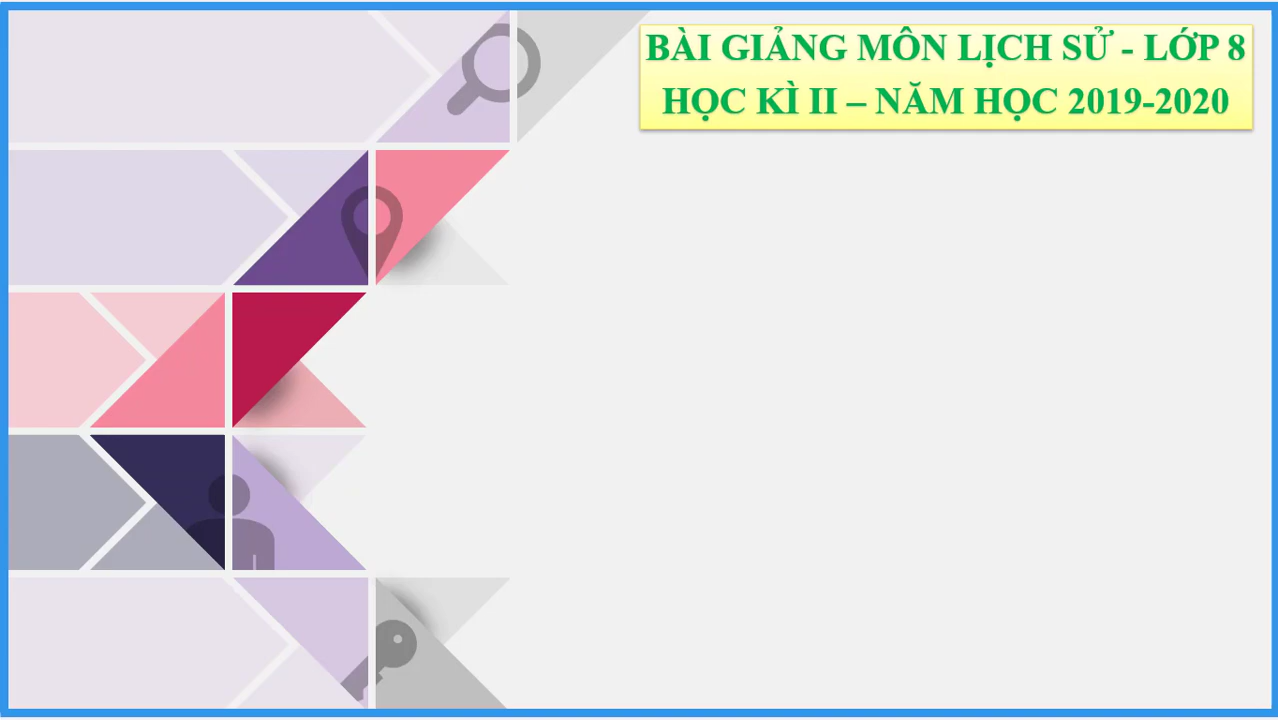 BÀI GIẢNG MÔN LỊCH SỬ - LỚP 8
HỌC KÌ II – NĂM HỌC 2019-2020